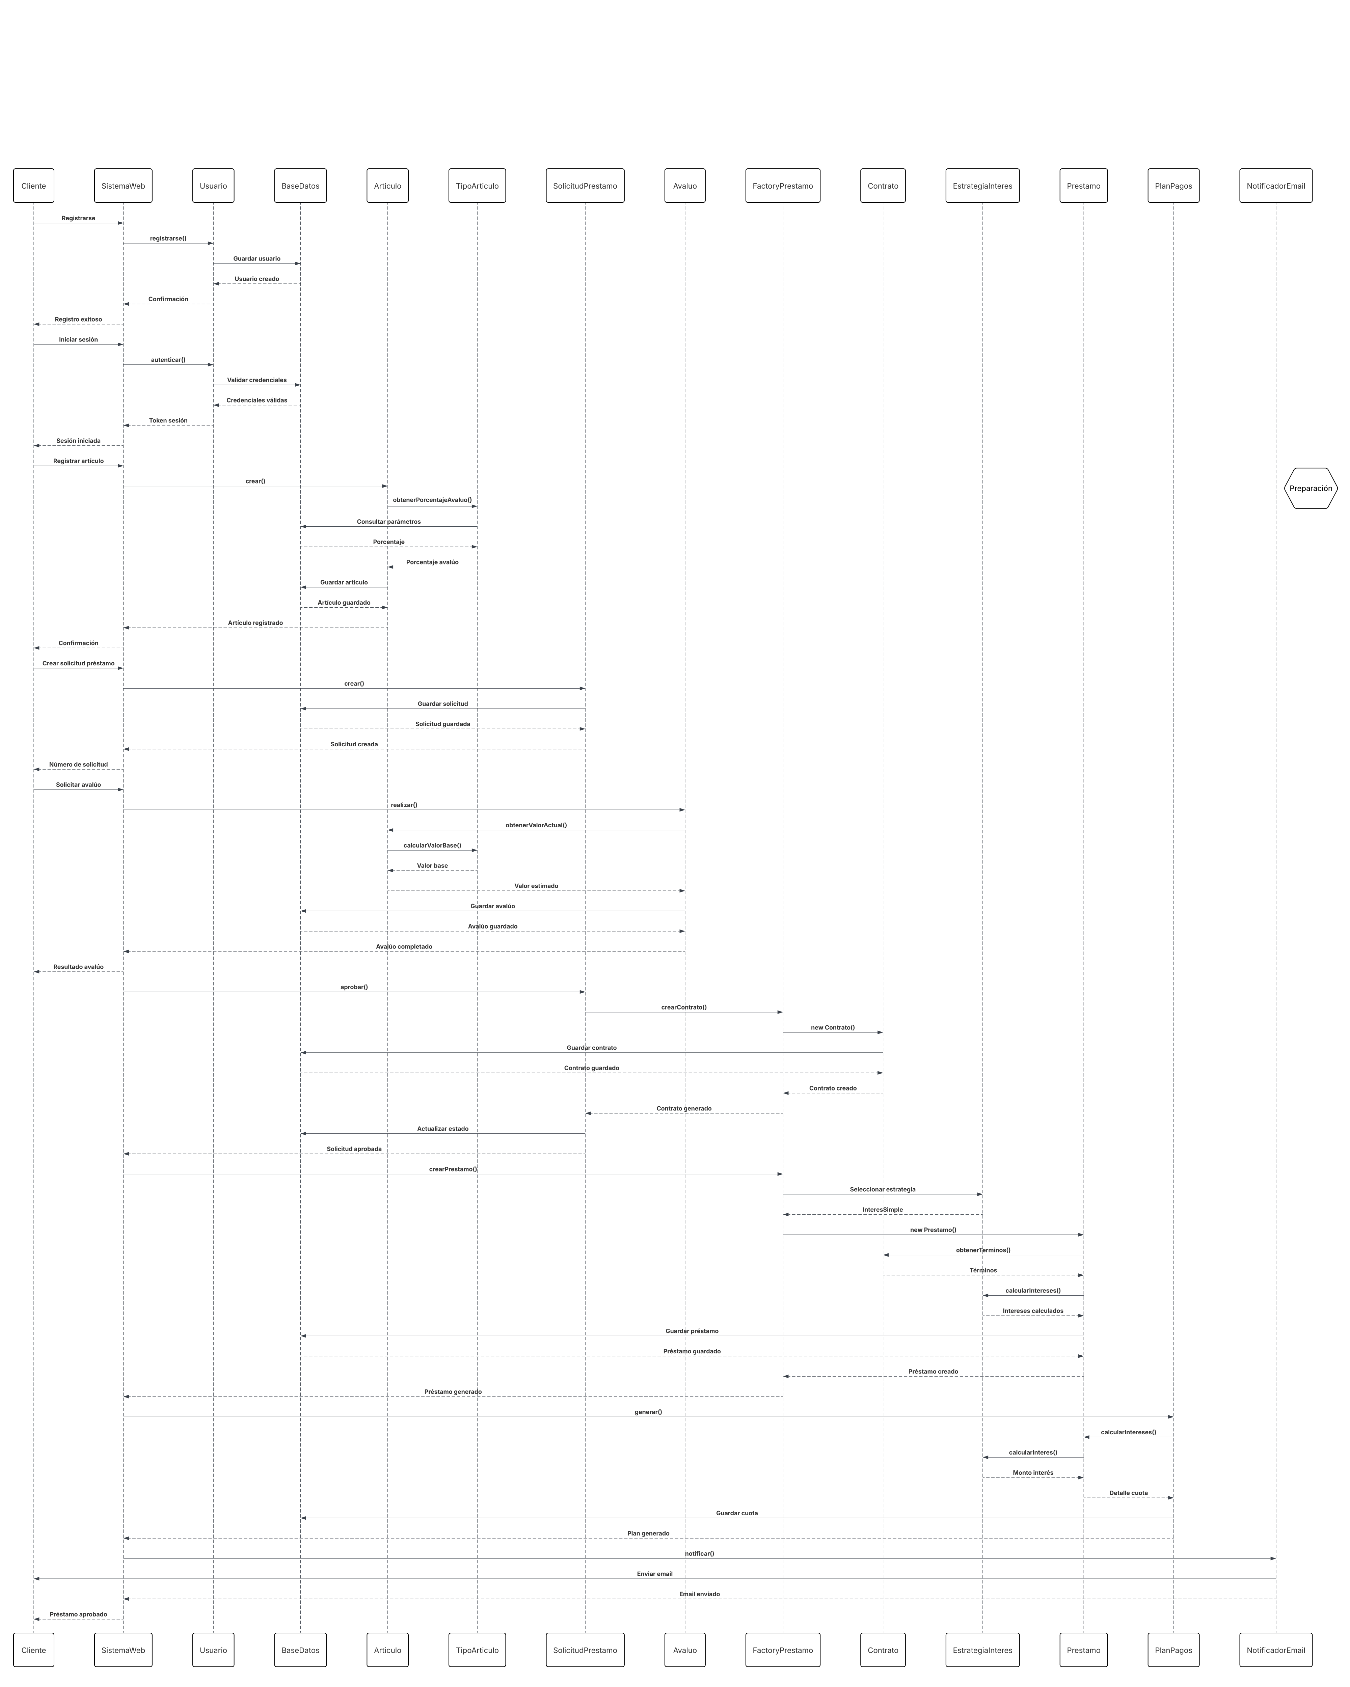 Cliente
SistemaWeb
Usuario
BaseDatos
Articulo
TipoArticulo
SolicitudPrestamo
Avaluo
FactoryPrestamo
Contrato
EstrategiaInteres
Prestamo
PlanPagos
NotificadorEmail
Registrarse
registrarse()
Guardar usuario
Usuario creado
Confirmación
Registro exitoso
Iniciar sesión
autenticar()
Validar credenciales
Credenciales válidas
Token sesión
Sesión iniciada
Registrar artículo
crear()
Preparación
obtenerPorcentajeAvaluo()
Consultar parámetros
Porcentaje
Porcentaje avalúo
Guardar artículo
Artículo guardado
Artículo registrado
Confirmación
Crear solicitud préstamo
crear()
Guardar solicitud
Solicitud guardada
Solicitud creada
Número de solicitud
Solicitar avalúo
realizar()
obtenerValorActual()
calcularValorBase()
Valor base
Valor estimado
Guardar avalúo
Avalúo guardado
Avalúo completado
Resultado avalúo
aprobar()
crearContrato()
new Contrato()
Guardar contrato
Contrato guardado
Contrato creado
Contrato generado
Actualizar estado
Solicitud aprobada
crearPrestamo()
Seleccionar estrategia
InteresSimple
new Prestamo()
obtenerTerminos()
Términos
calcularIntereses()
Intereses calculados
Guardar préstamo
Préstamo guardado
Préstamo creado
Préstamo generado
generar()
calcularIntereses()
calcularInteres()
Monto interés
Detalle cuota
Guardar cuota
Plan generado
notificar()
Enviar email
Email enviado
Préstamo aprobado
Cliente
SistemaWeb
Usuario
BaseDatos
Articulo
TipoArticulo
SolicitudPrestamo
Avaluo
FactoryPrestamo
Contrato
EstrategiaInteres
Prestamo
PlanPagos
NotificadorEmail